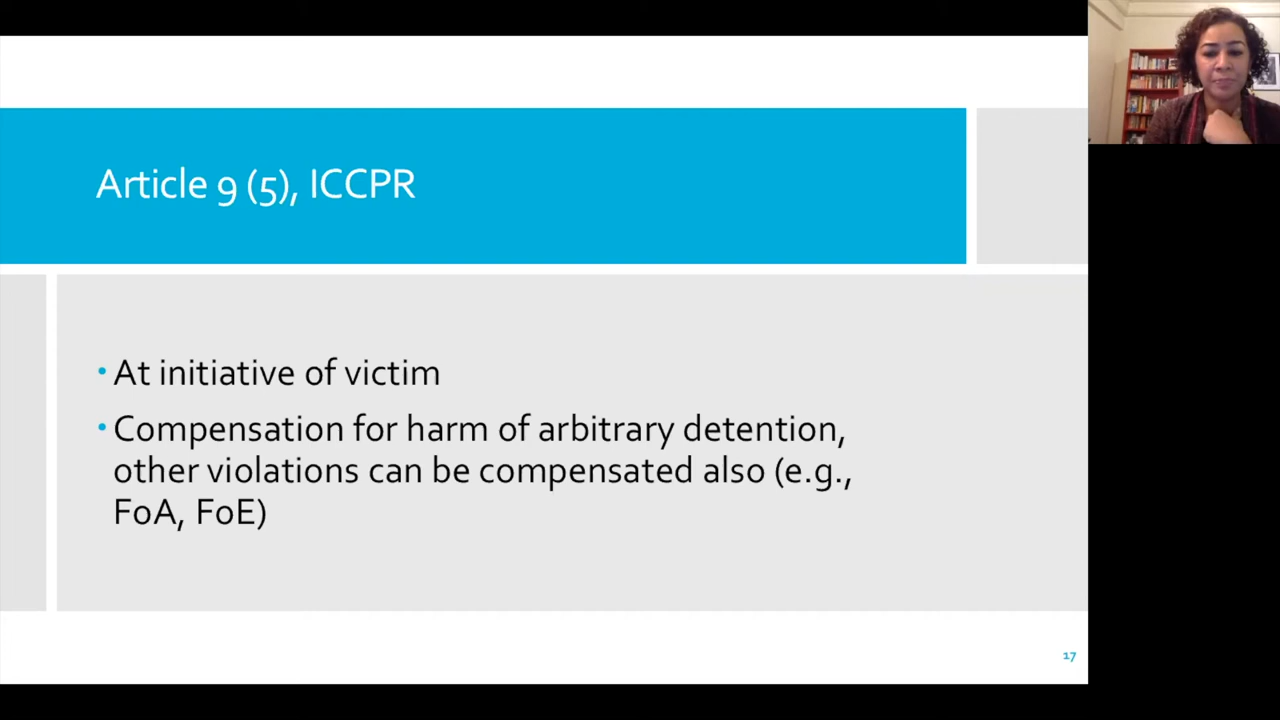 Article 9 (5), ICCPR
• At initiative of victim
• Compensation for harm of arbitrary detention,
other violations can be compensated also (e.g.,
FoA, FoE)
17